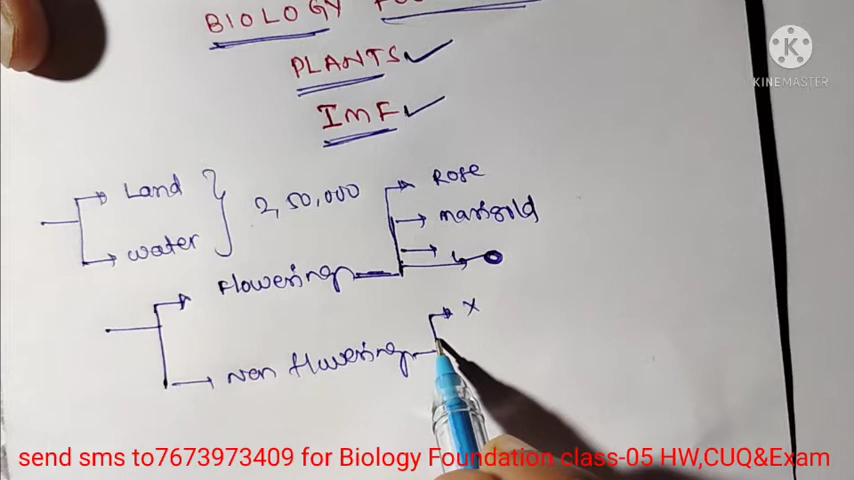 BIOLOGY
PLANTS
IMF
KINEMASTER
Land
water
2,50,000
Rose
marigold
Flowering
x
Non flowering
send sms to7673973409 for Biology Foundation class-05 HW,CUQ&Exam